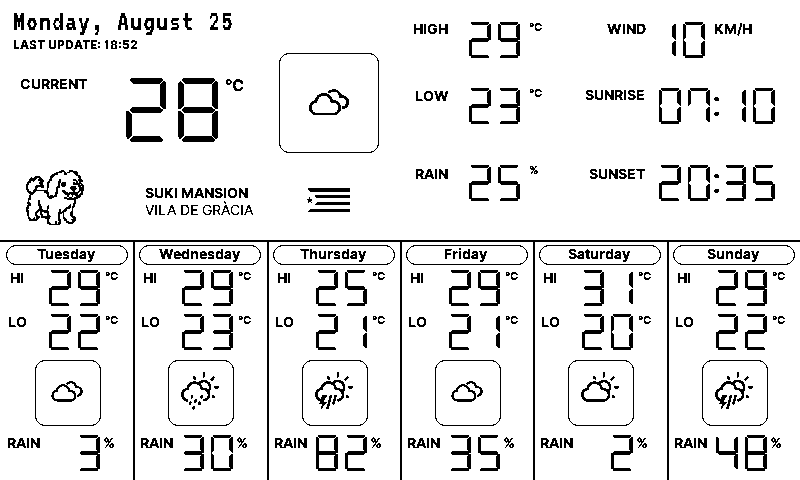 Monday, August 25
LAST UPDATE: 18:52
CURRENT 28 °C
HIGH 29 °C
LOW 23 °C
RAIN 25 %
WIND 10 KM/H
SUNRISE 07:10
SUNSET 20:35
SUKI MANSION
VILA DE GRÀCIA
Tuesday
HI 29 °C
LO 22 °C
RAIN 3 %
Wednesday
HI 29 °C
LO 23 °C
RAIN 30 %
Thursday
HI 25 °C
LO 21 °C
RAIN 82 %
Friday
HI 29 °C
LO 21 °C
RAIN 35 %
Saturday
HI 31 °C
LO 20 °C
RAIN 2 %
Sunday
HI 29 °C
LO 22 °C
RAIN 48 %